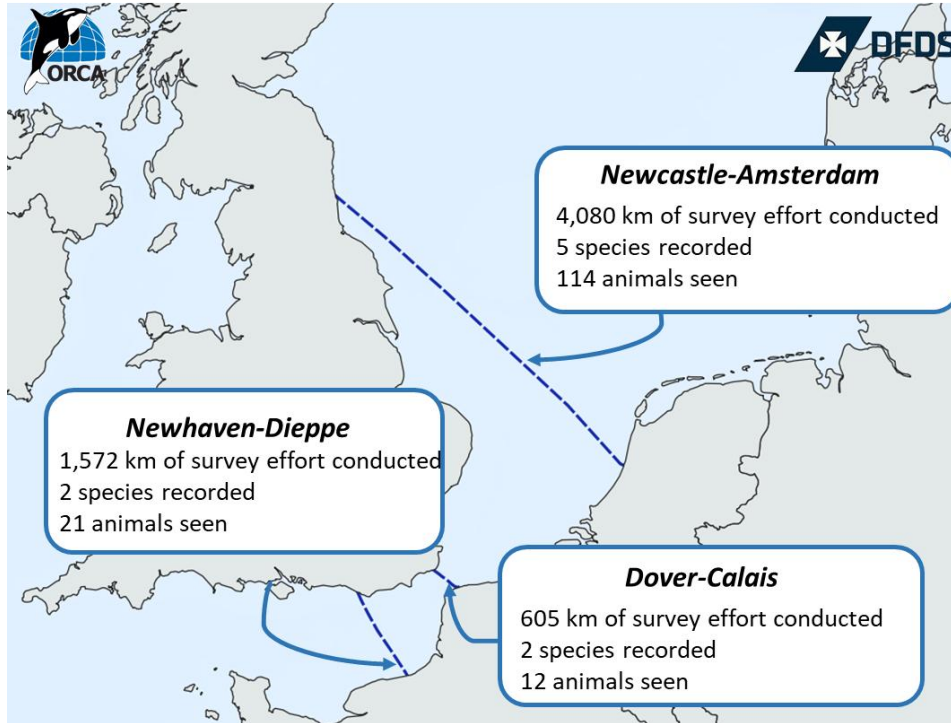 ORCA
DFDS
Newcastle-Amsterdam
4,080 km of survey effort conducted
5 species recorded
114 animals seen
Newhaven-Dieppe
1,572 km of survey effort conducted
2 species recorded
21 animals seen
Dover-Calais
605 km of survey effort conducted
2 species recorded
12 animals seen